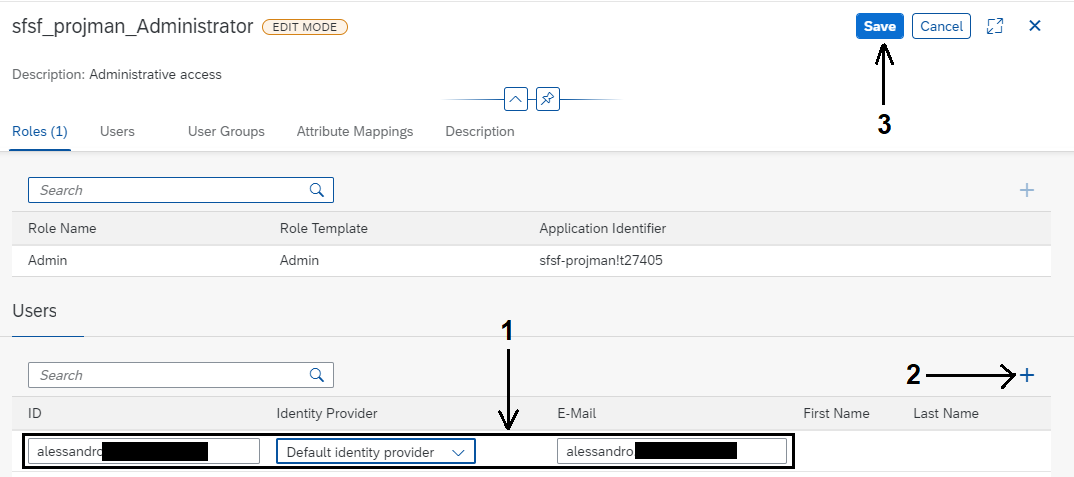 sfsf_projman_Administrator EDIT MODE Save Cancel
Description: Administrative access
3
Roles (1) Users User Groups Attribute Mappings Description
Search
Role Name Role Template Application Identifier
Admin Admin sfsf-projman!t27405
Users
1
Search 2
ID Identity Provider E-Mail First Name Last Name
alessandro Default identity provider alessandro.